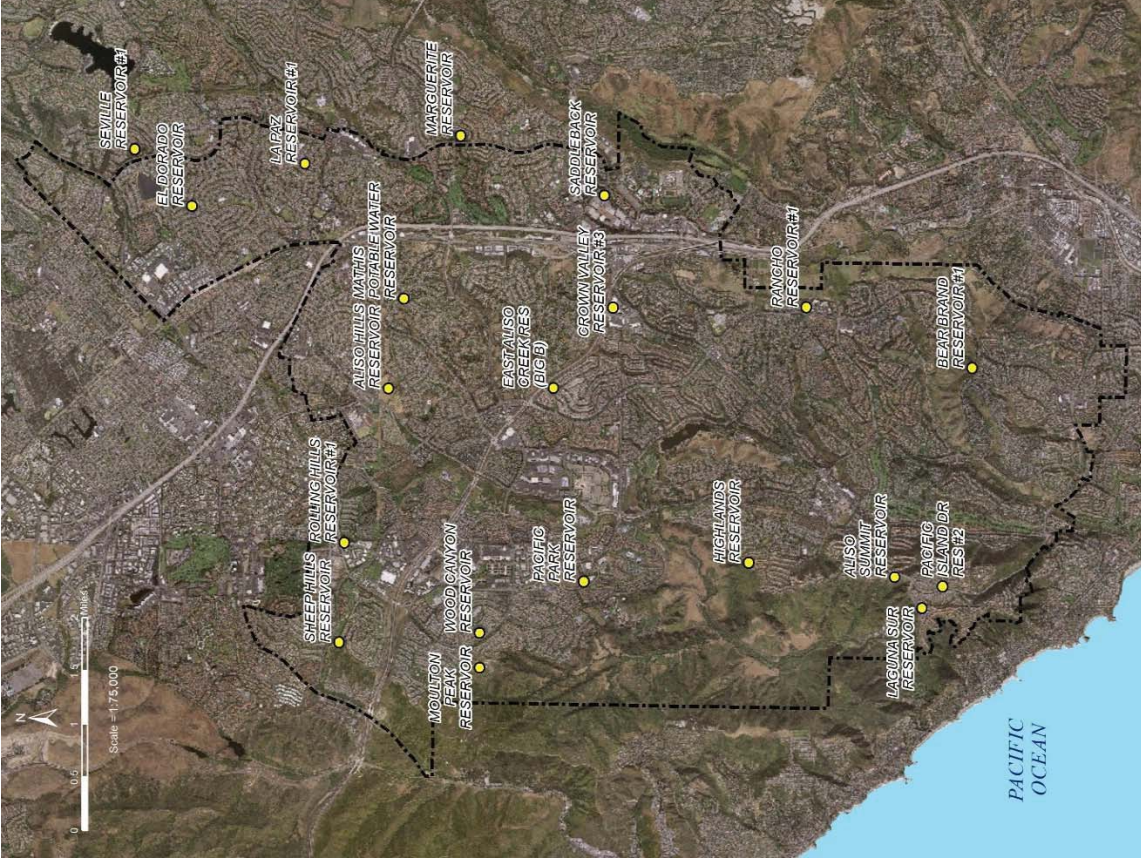 SEVILLE
RESERVOIR #1
EL DORADO
RESERVOIR
LA PAZ
RESERVOIR #1
MARGUERITE
RESERVOIR
SADDLEBACK
RESERVOIR
MATHIS
POTABLE WATER
RESERVOIR
ALISO HILLS
RESERVOIR
CROWN VALLEY
RESERVOIR #3
RANCHO
RESERVOIR #1
EAST ALISO
CREEK RES
(BIG B)
BEAR BRAND
RESERVOIR #1
ROLLING HILLS
RESERVOIR #1
SHEEP HILLS
RESERVOIR
WOOD CANYON
RESERVOIR
MOULTON
PEAK
RESERVOIR
PACIFIC
PARK
RESERVOIR
HIGHLANDS
RESERVOIR
ALISO
SUMMIT
RESERVOIR
PACIFIC
ISLAND DR
RES #2
LAGUNA SUR
RESERVOIR
PACIFIC
OCEAN
N
0 0.5 1 1.5 2
Miles
Scale = 1:75,000